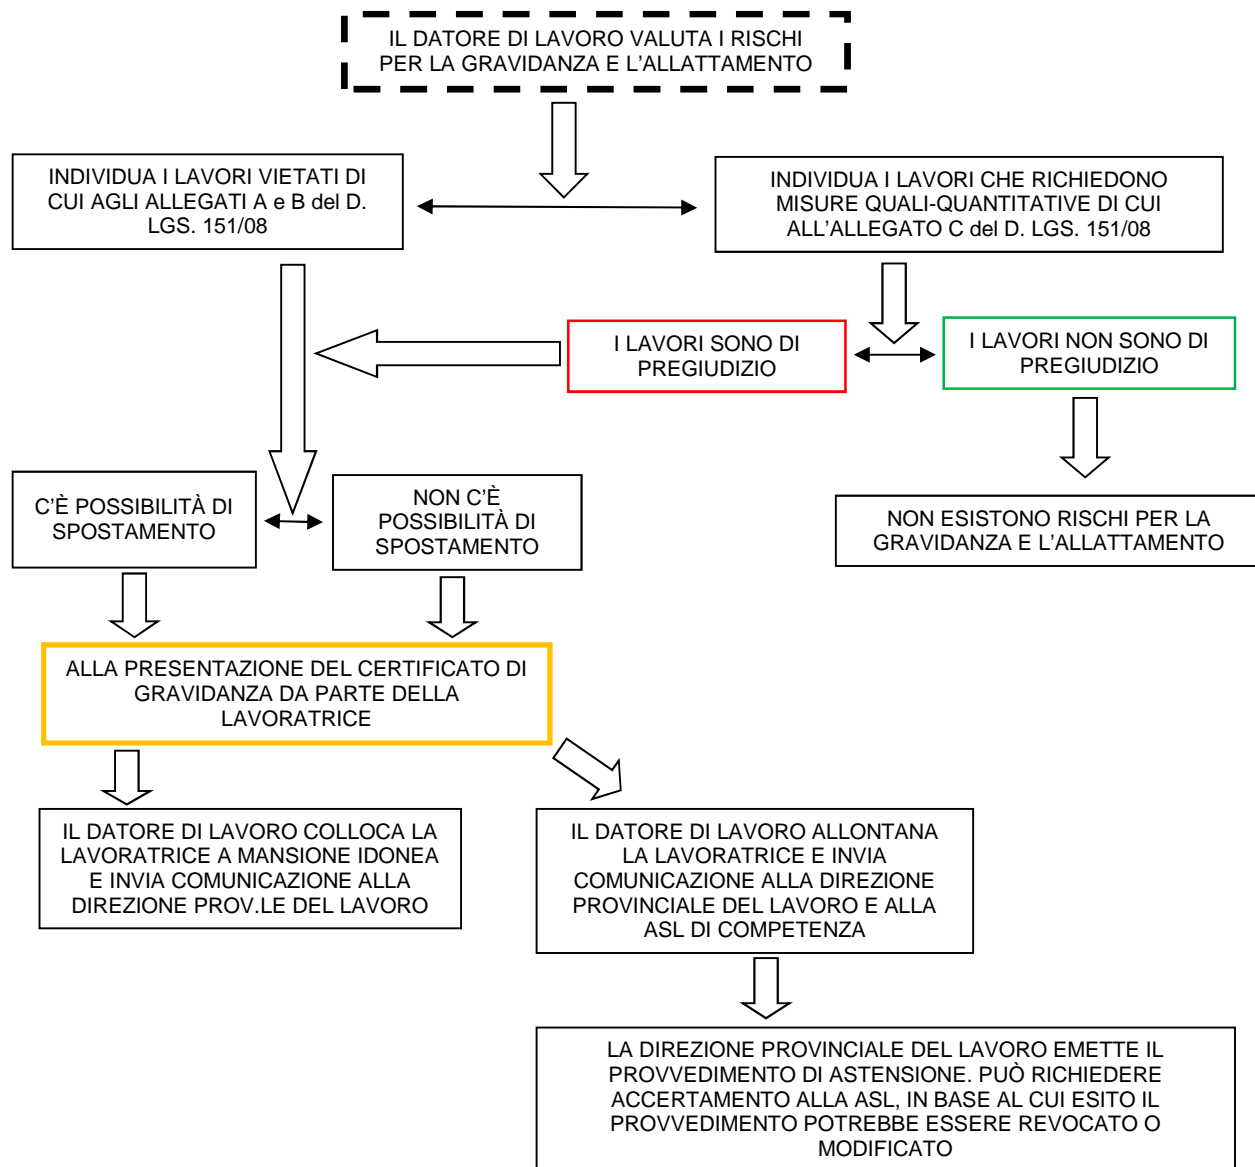 IL DATORE DI LAVORO VALUTA I RISCHI
PER LA GRAVIDANZA E L'ALLATTAMENTO
INDIVIDUA I LAVORI VIETATI DI
CUI AGLI ALLEGATI A e B del D.
LGS. 151/08
INDIVIDUA I LAVORI CHE RICHIEDONO
MISURE QUALI-QUANTITATIVE DI CUI
ALL'ALLEGATO C del D. LGS. 151/08
I LAVORI SONO DI
PREGIUDIZIO
I LAVORI NON SONO DI
PREGIUDIZIO
C'È POSSIBILITÀ DI
SPOSTAMENTO
NON C'È
POSSIBILITÀ DI
SPOSTAMENTO
NON ESISTONO RISCHI PER LA
GRAVIDANZA E L'ALLATTAMENTO
ALLA PRESENTAZIONE DEL CERTIFICATO DI
GRAVIDANZA DA PARTE DELLA
LAVORATRICE
IL DATORE DI LAVORO COLLOCA LA
LAVORATRICE A MANSIONE IDONEA
E INVIA COMUNICAZIONE ALLA
DIREZIONE PROV.LE DEL LAVORO
IL DATORE DI LAVORO ALLONTANA
LA LAVORATRICE E INVIA
COMUNICAZIONE ALLA DIREZIONE
PROVINCIALE DEL LAVORO E ALLA
ASL DI COMPETENZA
LA DIREZIONE PROVINCIALE DEL LAVORO EMETTE IL
PROVVEDIMENTO DI ASTENSIONE. PUÒ RICHIEDERE
ACCERTAMENTO ALLA ASL, IN BASE AL CUI ESITO IL
PROVVEDIMENTO POTREBBE ESSERE REVOCATO O
MODIFICATO